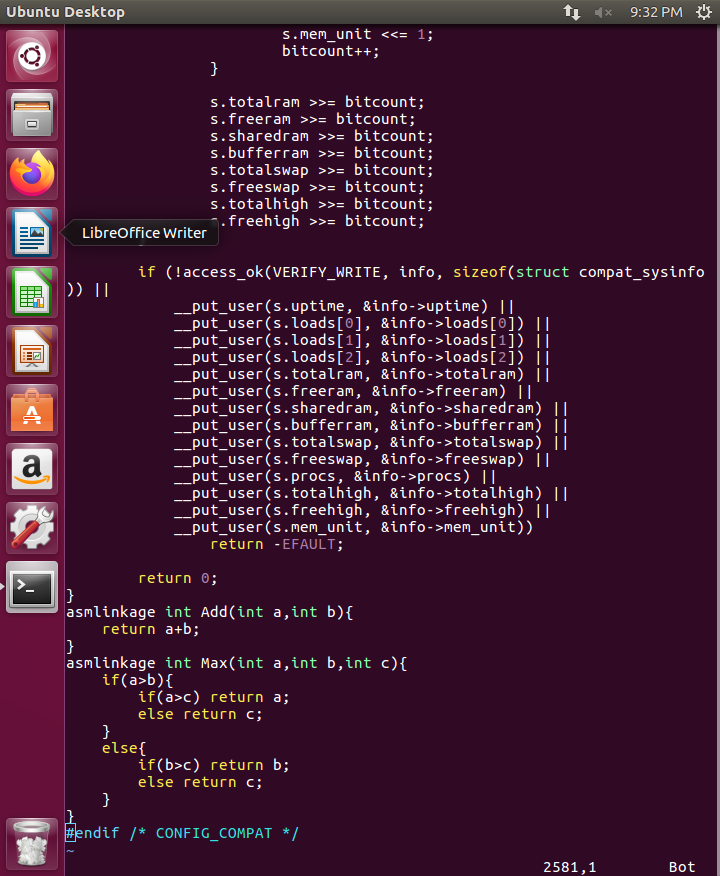 Ubuntu Desktop 9:32 PM
s.mem_unit <<= 1;
bitcount++;
}
s.totalram >>= bitcount;
s.freeram >>= bitcount;
s.sharedram >>= bitcount;
s.bufferram >>= bitcount;
s.totalswap >>= bitcount;
s.freeswap >>= bitcount;
s.totalhigh >>= bitcount;
s.freehigh >>= bitcount;
LibreOffice Writer
if (!access_ok(VERIFY_WRITE, info, sizeof(struct compat_sysinfo
)) ||
__put_user(s.uptime, &info->uptime) ||
__put_user(s.loads[0], &info->loads[0]) ||
__put_user(s.loads[1], &info->loads[1]) ||
__put_user(s.loads[2], &info->loads[2]) ||
__put_user(s.totalram, &info->totalram) ||
__put_user(s.freeram, &info->freeram) ||
__put_user(s.sharedram, &info->sharedram) ||
__put_user(s.bufferram, &info->bufferram) ||
__put_user(s.totalswap, &info->totalswap) ||
__put_user(s.freeswap, &info->freeswap) ||
__put_user(s.procs, &info->procs) ||
__put_user(s.totalhigh, &info->totalhigh) ||
__put_user(s.freehigh, &info->freehigh) ||
__put_user(s.mem_unit, &info->mem_unit))
return -EFAULT;
return 0;
}
asmlinkage int Add(int a,int b){
return a+b;
}
asmlinkage int Max(int a,int b,int c){
if(a>b){
if(a>c) return a;
else return c;
}
else{
if(b>c) return b;
else return c;
}
}
#endif /* CONFIG_COMPAT */
~
2581,1 Bot